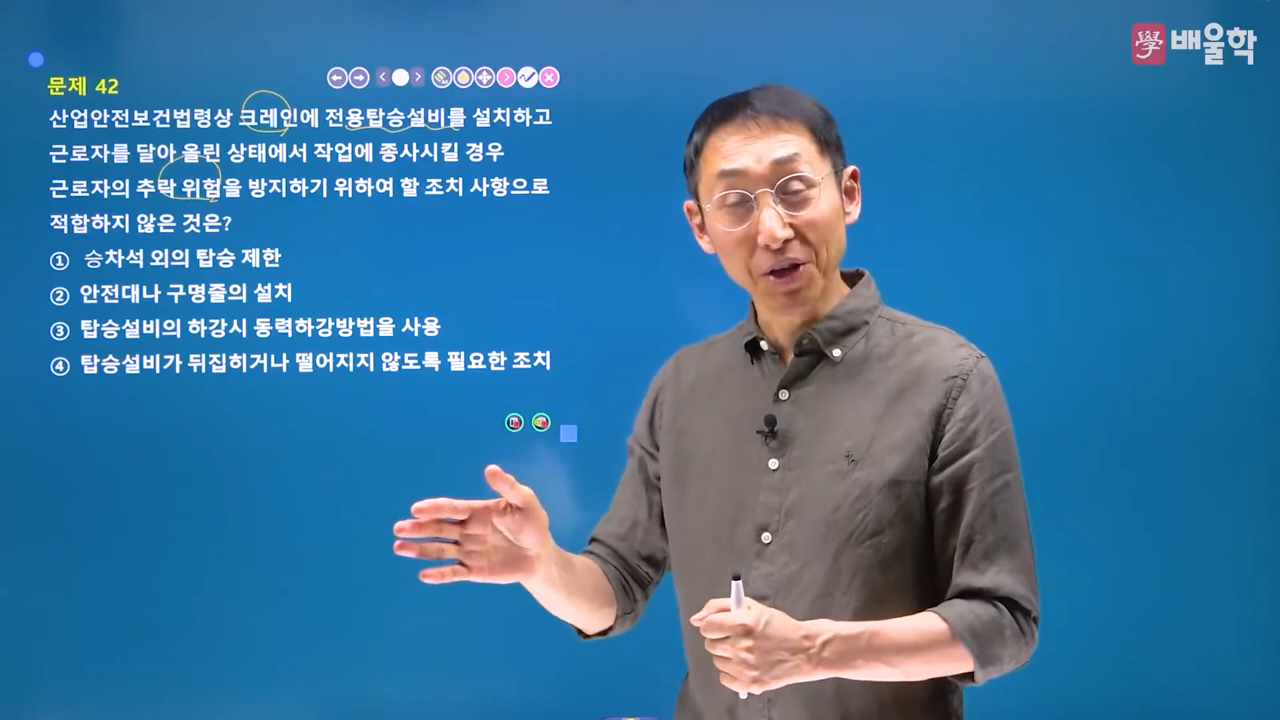 學 배울학
문제 42
산업안전보건법령상 크레인에 전용탑승설비를 설치하고
근로자를 달아 올린 상태에서 작업에 종사시킬 경우
근로자의 추락 위험을 방지하기 위하여 할 조치 사항으로
적합하지 않은 것은?
① 승차석 외의 탑승 제한
② 안전대나 구명줄의 설치
③ 탑승설비의 하강시 동력하강방법을 사용
④ 탑승설비가 뒤집히거나 떨어지지 않도록 필요한 조치